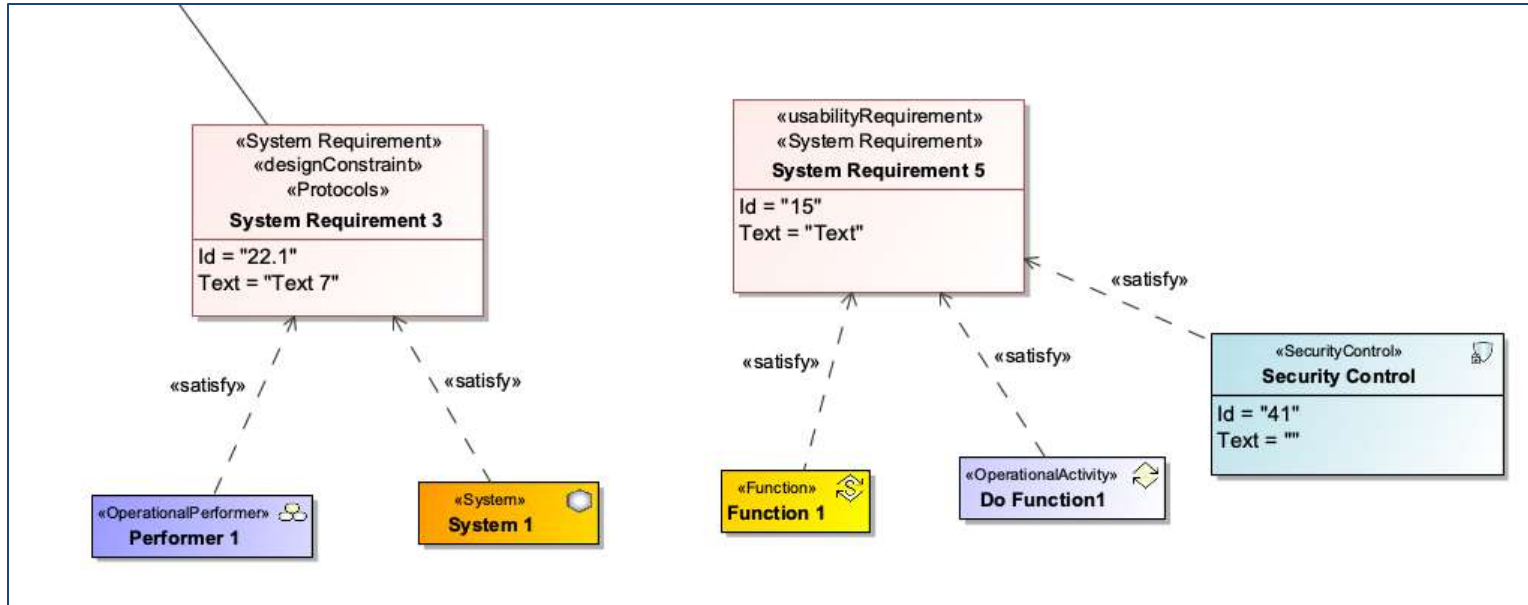 «System Requirement»
«designConstraint»
«Protocols»
System Requirement 3
Id = "22.1"
Text = "Text 7"
«satisfy»
«satisfy»
«OperationalPerformer»
Performer 1
«System»
System 1
«usabilityRequirement»
«System Requirement»
System Requirement 5
Id = "15"
Text = "Text"
«satisfy»
«satisfy»
«satisfy»
«Function»
Function 1
«OperationalActivity»
Do Function1
«SecurityControl»
Security Control
Id = "41"
Text = ""